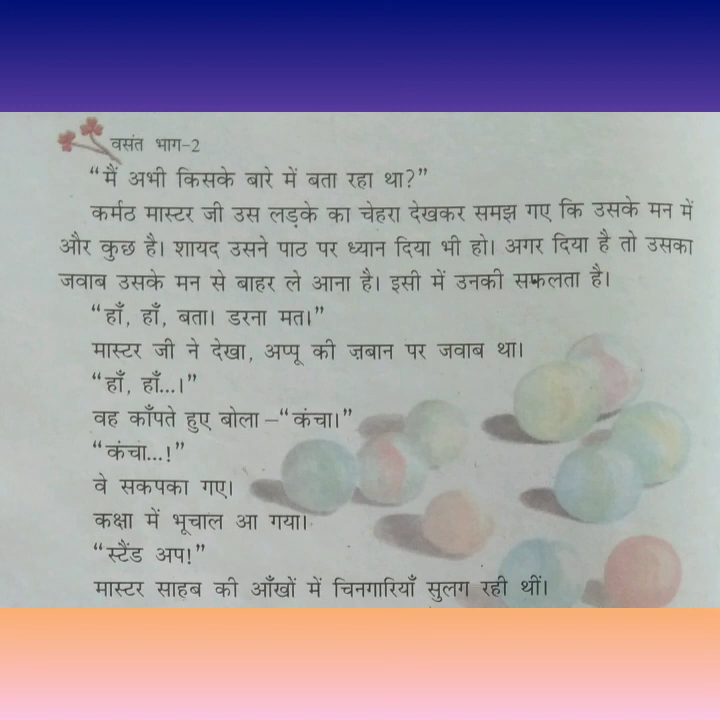 वसंत भाग-2
“मैं अभी किसके बारे में बता रहा था?”
कर्मठ मास्टर जी उस लड़के का चेहरा देखकर समझ गए कि उसके मन में
और कुछ है। शायद उसने पाठ पर ध्यान दिया भी हो। अगर दिया है तो उसका
जवाब उसके मन से बाहर ले आना है। इसी में उनकी सफलता है।
“हाँ, हाँ, बता। डरना मत।”
मास्टर जी ने देखा, अप्पू की ज़बान पर जवाब था।
“हाँ, हाँ...।”
वह काँपते हुए बोला–“कंचा।”
“कंचा...!”
वे सकपका गए।
कक्षा में भूचाल आ गया।
“स्टैंड अप!”
मास्टर साहब की आँखों में चिनगारियाँ सुलग रही थीं।